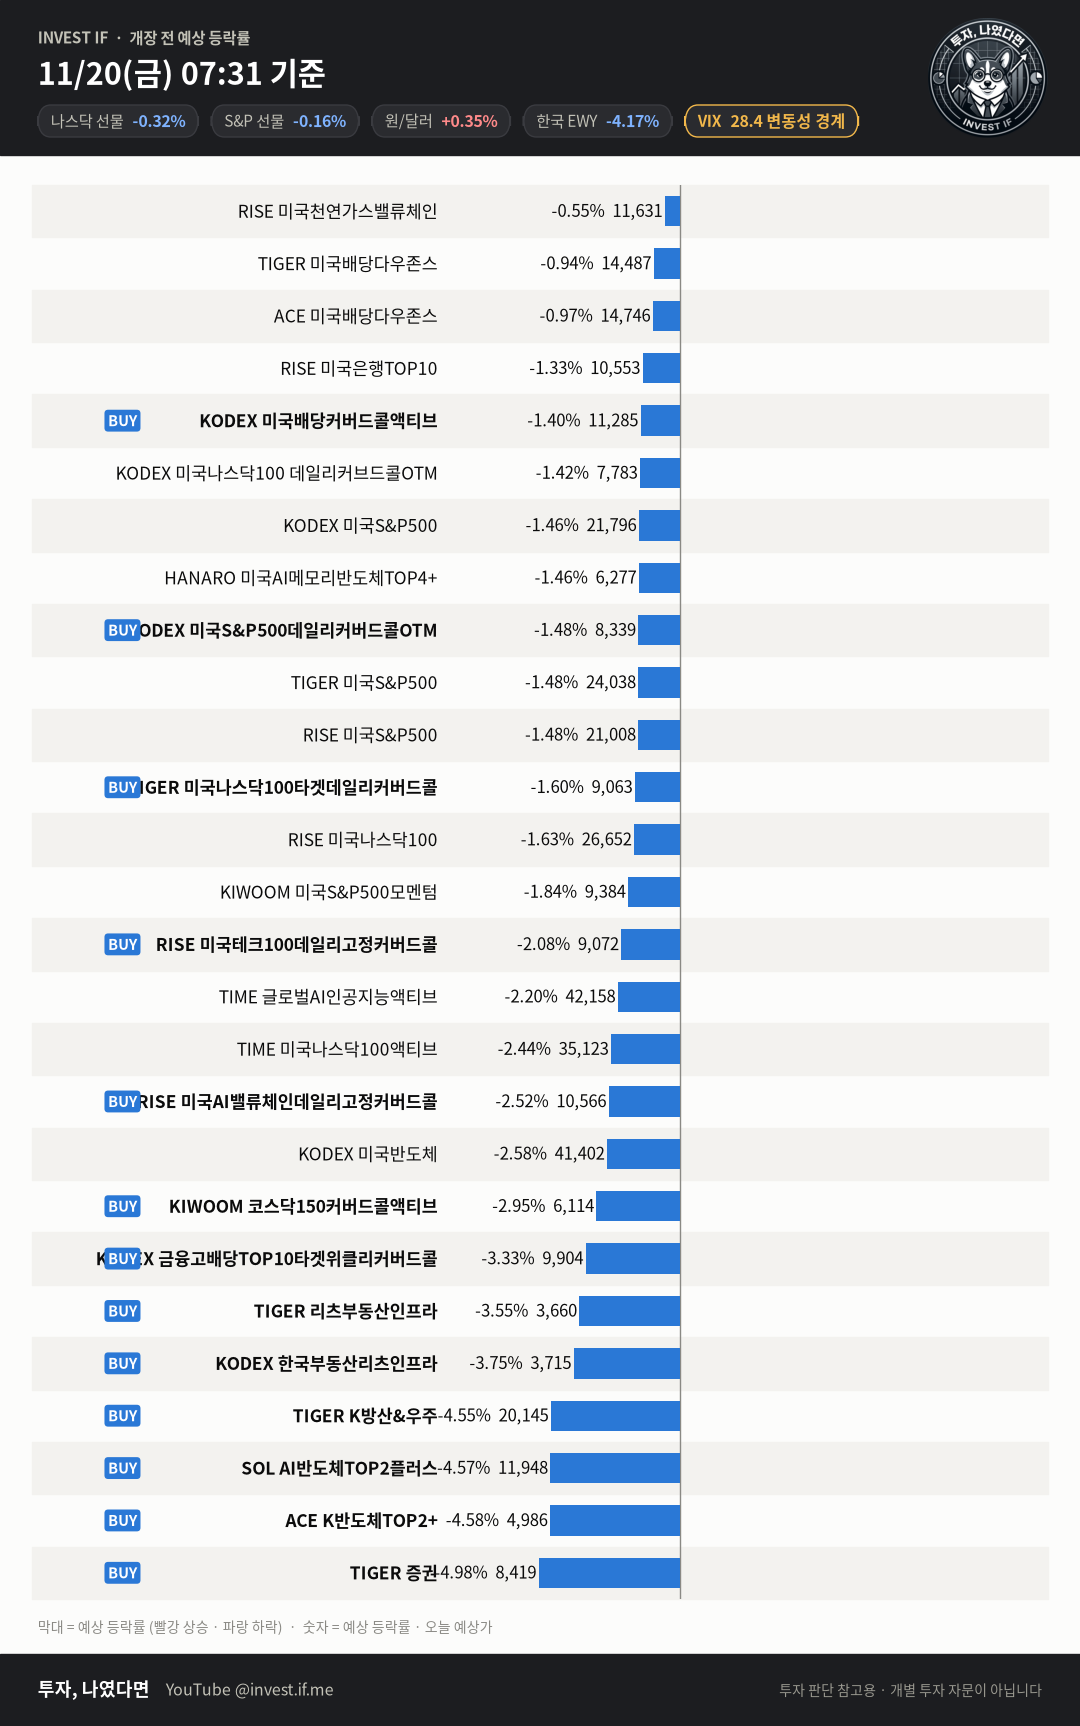 INVEST IF · 개장 전 예상 등락률
11/20(금) 07:31 기준
나스닥 선물 -0.32% S&P 선물 -0.16% 원/달러 +0.35% 한국 EWY -4.17% VIX 28.4 변동성 경계
투자, 나였다면
INVEST IF
RISE 미국천연가스밸류체인 -0.55% 11,631
TIGER 미국배당다우존스 -0.94% 14,487
ACE 미국배당다우존스 -0.97% 14,746
RISE 미국은행TOP10 -1.33% 10,553
BUY KODEX 미국배당커버드콜액티브 -1.40% 11,285
KODEX 미국나스닥100 데일리커브드콜OTM -1.42% 7,783
KODEX 미국S&P500 -1.46% 21,796
HANARO 미국AI메모리반도체TOP4+ -1.46% 6,277
BUY ODEX 미국S&P500데일리커버드콜OTM -1.48% 8,339
TIGER 미국S&P500 -1.48% 24,038
RISE 미국S&P500 -1.48% 21,008
BUY IGER 미국나스닥100타겟데일리커버드콜 -1.60% 9,063
RISE 미국나스닥100 -1.63% 26,652
KIWOOM 미국S&P500모멘텀 -1.84% 9,384
BUY RISE 미국테크100데일리고정커버드콜 -2.08% 9,072
TIME 글로벌AI인공지능액티브 -2.20% 42,158
TIME 미국나스닥100액티브 -2.44% 35,123
BUY RISE 미국AI밸류체인데일리고정커버드콜 -2.52% 10,566
KODEX 미국반도체 -2.58% 41,402
BUY KIWOOM 코스닥150커버드콜액티브 -2.95% 6,114
BUY 금융고배당TOP10타겟위클리커버드콜 -3.33% 9,904
BUY TIGER 리츠부동산인프라 -3.55% 3,660
BUY KODEX 한국부동산리츠인프라 -3.75% 3,715
BUY TIGER K방산&우주 -4.55% 20,145
BUY SOL AI반도체TOP2플러스 -4.57% 11,948
BUY ACE K반도체TOP2+ -4.58% 4,986
BUY TIGER 증권 -4.98% 8,419
막대 = 예상 등락률 (빨강 상승 · 파랑 하락) · 숫자 = 예상 등락률 · 오늘 예상가
투자, 나였다면 YouTube @invest.if.me 투자 판단 참고용 · 개별 투자 자문이 아닙니다